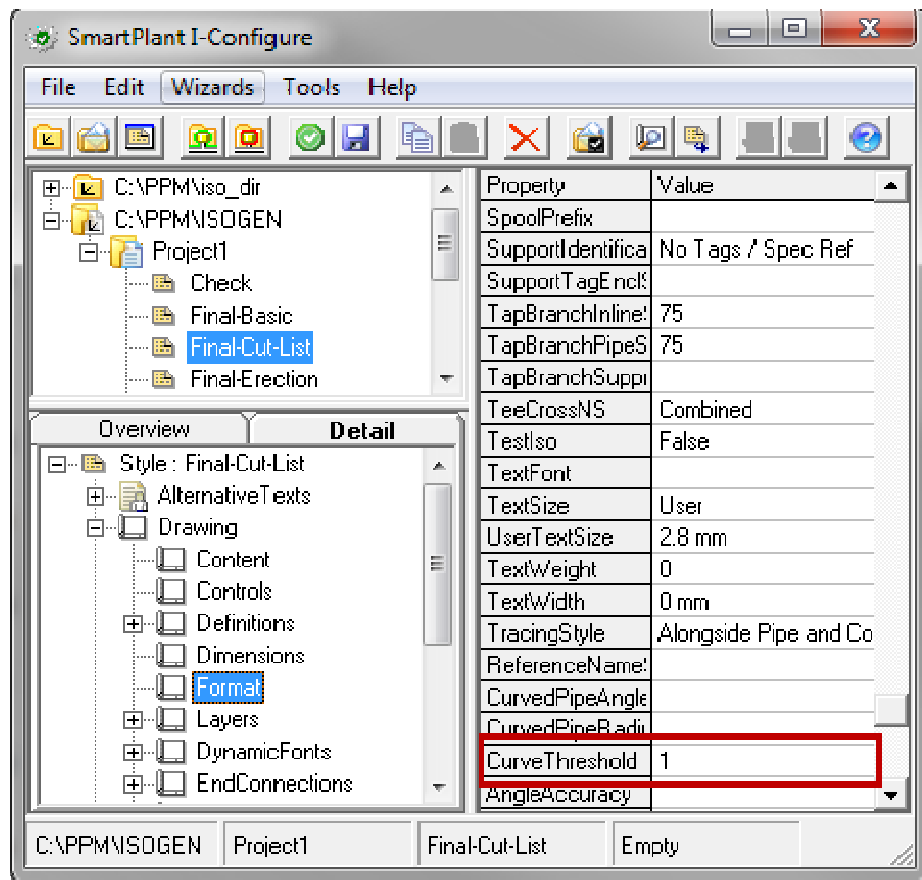 SmartPlant I-Configure
File Edit Wizards Tools Help
C:\PPM\iso_dir
C:\PPM\ISOGEN
Project1
Check
Final-Basic
Final-Cut-List
Final-Erection
Overview Detail
Style : Final-Cut-List
AlternativeTexts
Drawing
Content
Controls
Definitions
Dimensions
Format
Layers
DynamicFonts
EndConnections
Property Value
SpoolPrefix
SupportIdentifica No Tags / Spec Ref
SupportTagEncl
TapBranchInline 75
TapBranchPipeS 75
TapBranchSuppr
TeeCrossNS Combined
TestIso False
TextFont
TextSize User
UserTextSize 2.8 mm
TextWeight 0
TextWidth 0 mm
TracingStyle Alongside Pipe and Co
ReferenceName
CurvedPipeAngle
CurvedPipeRadiu
CurveThreshold 1
AngleAccuracy
C:\PPM\ISOGEN Project1 Final-Cut-List Empty